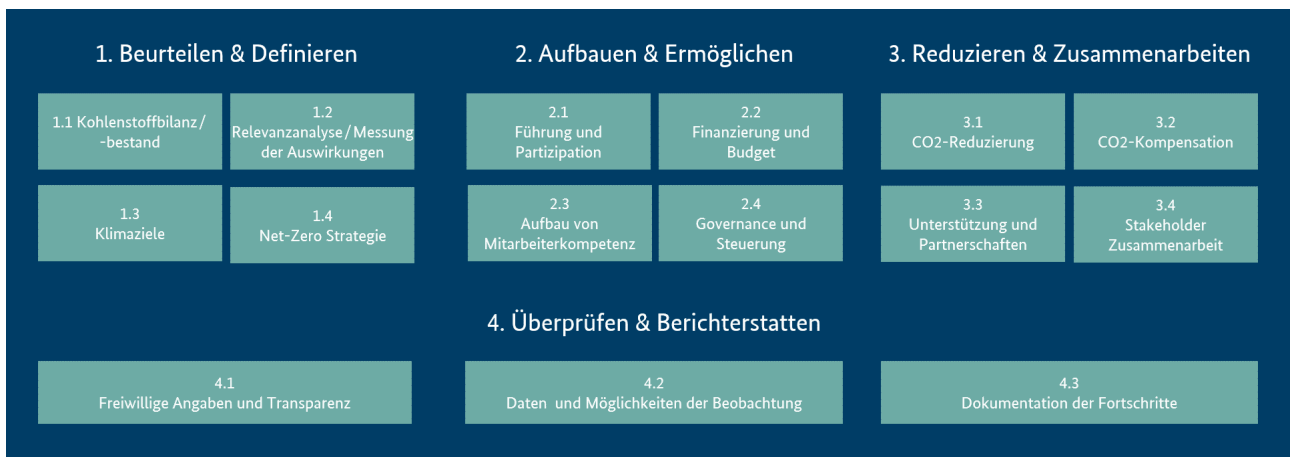 1. Beurteilen & Definieren
1.1 Kohlenstoffbilanz /
-bestand
1.2
Relevanzanalyse / Messung
der Auswirkungen
1.3
Klimaziele
1.4
Net-Zero Strategie
2. Aufbauen & Ermöglichen
2.1
Führung und
Partizipation
2.2
Finanzierung und
Budget
2.3
Aufbau von
Mitarbeiterkompetenz
2.4
Governance und
Steuerung
3. Reduzieren & Zusammenarbeiten
3.1
CO2-Reduzierung
3.2
CO2-Kompensation
3.3
Unterstützung und
Partnerschaften
3.4
Stakeholder
Zusammenarbeit
4. Überprüfen & Berichterstatten
4.1
Freiwillige Angaben und Transparenz
4.2
Daten und Möglichkeiten der Beobachtung
4.3
Dokumentation der Fortschritte